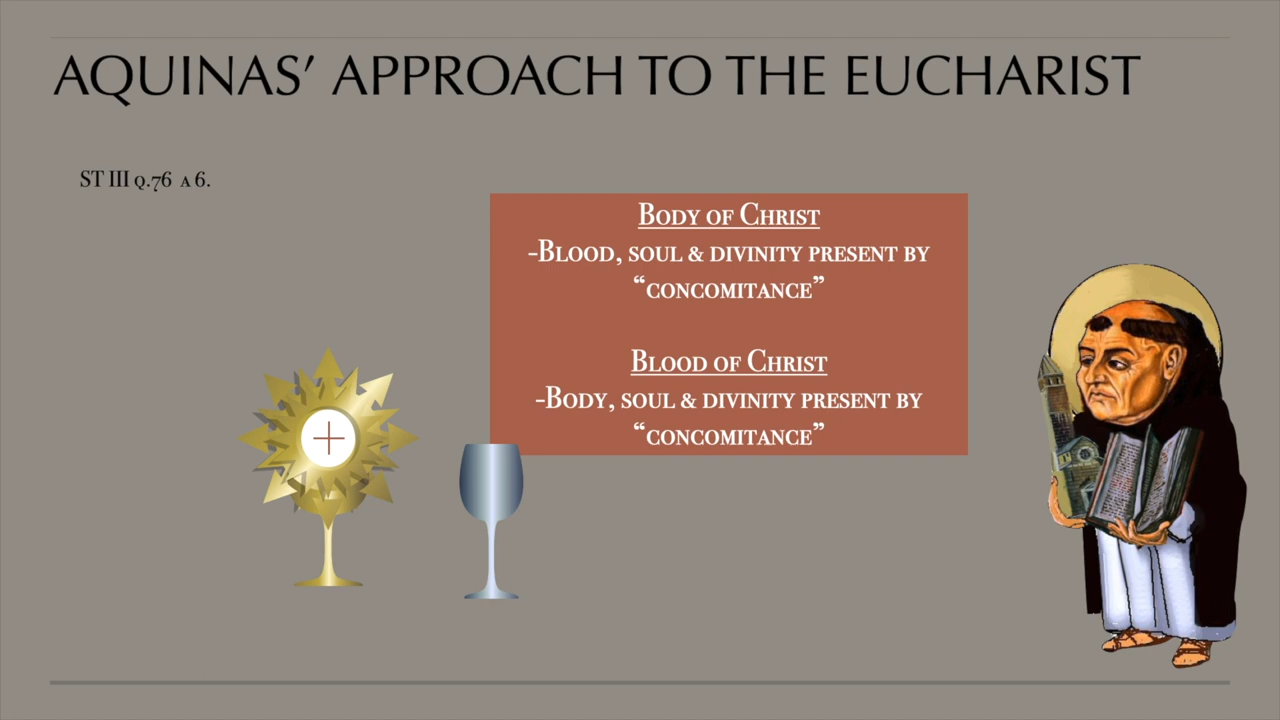 AQUINAS’ APPROACH TO THE EUCHARIST
ST III Q.76 A 6.
Body of Christ
-Blood, soul & divinity present by
“concomitance”
Blood of Christ
-Body, soul & divinity present by
“concomitance”